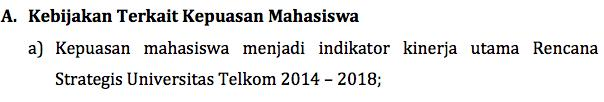 A. Kebijakan Terkait Kepuasan Mahasiswa
a) Kepuasan mahasiswa menjadi indikator kinerja utama Rencana
Strategis Universitas Telkom 2014 – 2018;